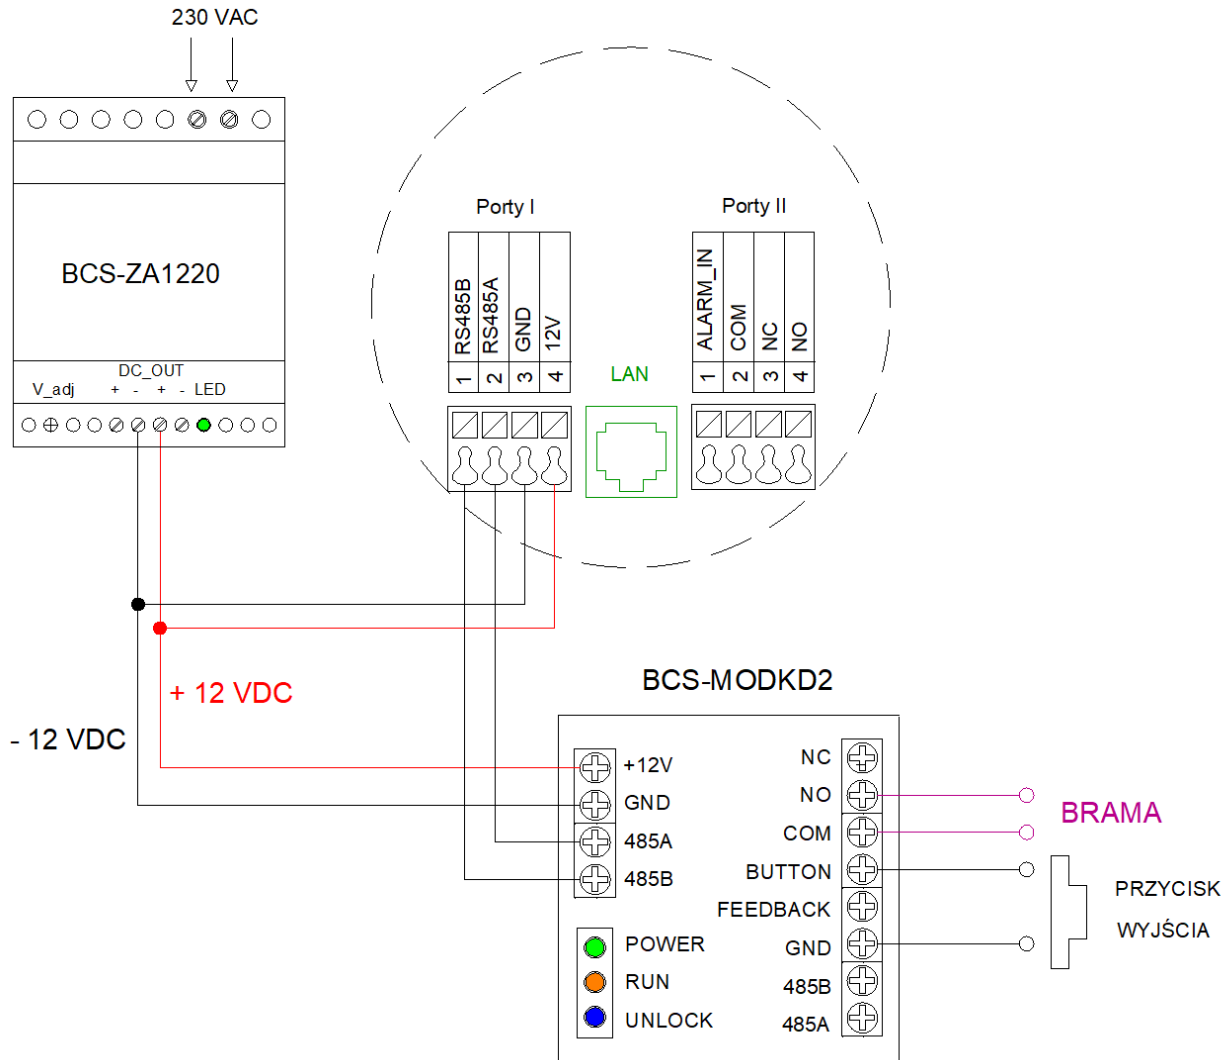 230 VAC
BCS-ZA1220
DC_OUT
V_adj + - + - LED
Porty I
RS485B
RS485A
GND
12V
1
2
3
4
LAN
Porty II
ALARM_IN
COM
NC
NO
1
2
3
4
+ 12 VDC
- 12 VDC
BCS-MODKD2
+12V
GND
485A
485B
POWER
RUN
UNLOCK
NC
NO
COM
BUTTON
FEEDBACK
GND
485B
485A
BRAMA
PRZYCISK
WYJŚCIA